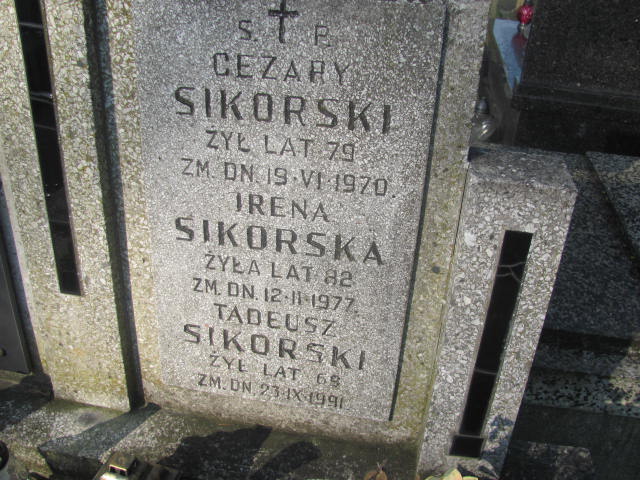 Ś. P.
CEZARY
SIKORSKI
ŻYŁ LAT 79
ZM. DN. 19·VI·1970.
IRENA
SIKORSKA
ŻYŁA LAT 82
ZM. DN. 12·II·1977.
TADEUSZ
SIKORSKI
ŻYŁ LAT 68
ZM. DN. 23·IX·1991